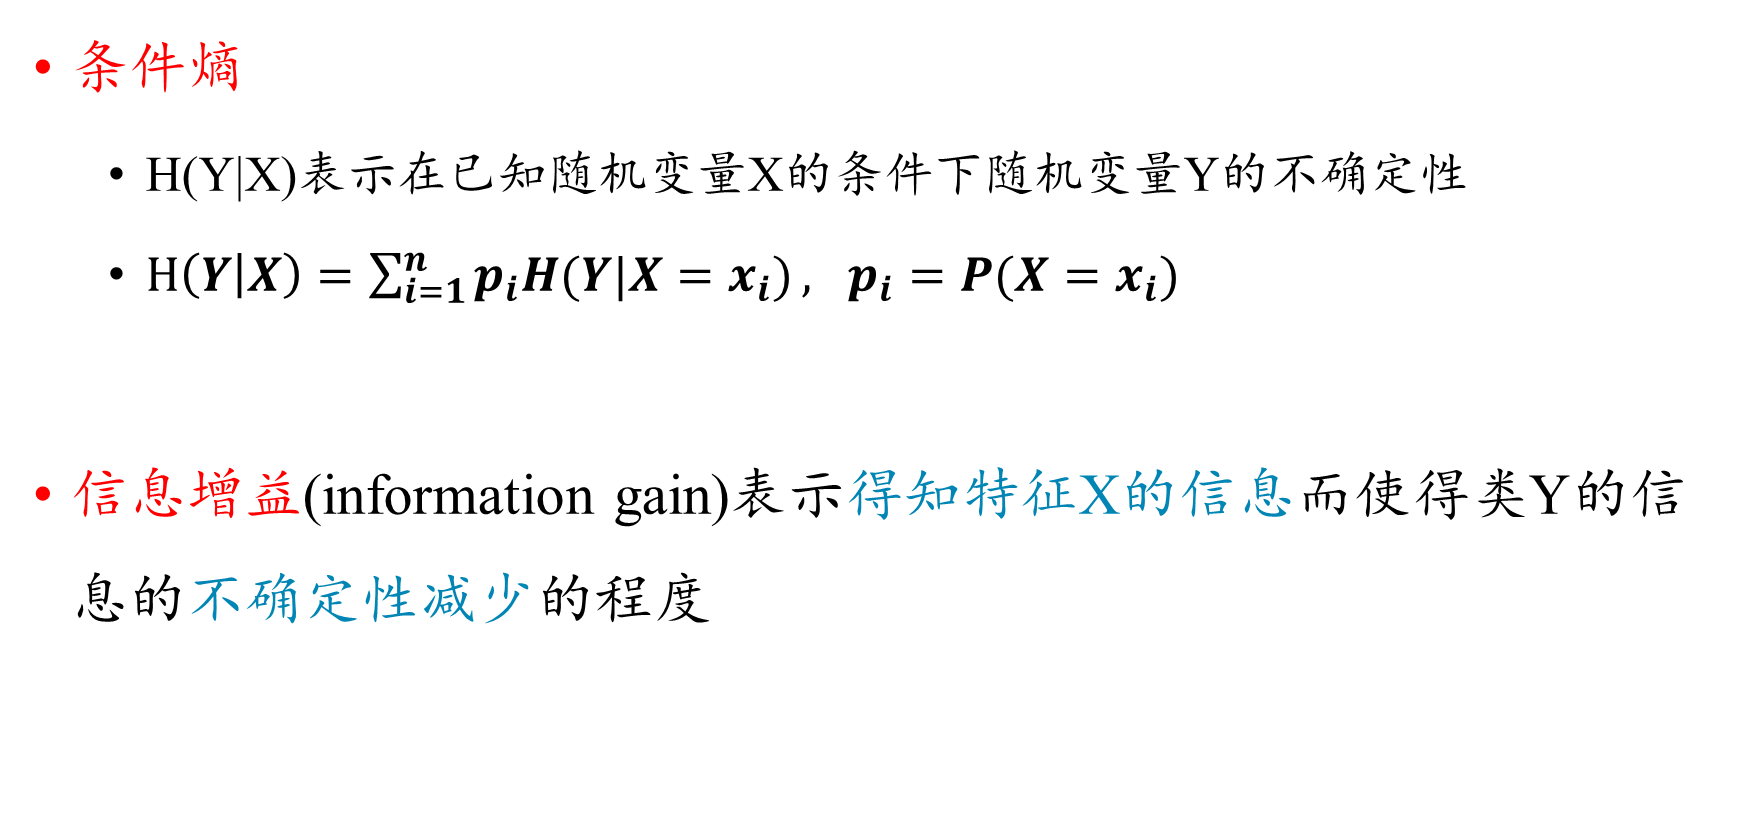 • 条件熵
• H(Y|X)表示在已知随机变量X的条件下随机变量Y的不确定性
• H(Y|X) = ∑ⁿᵢ₌₁ pᵢH(Y|X = xᵢ)，pᵢ = P(X = xᵢ)
• 信息增益(information gain)表示得知特征X的信息而使得类Y的信
息的不确定性减少的程度